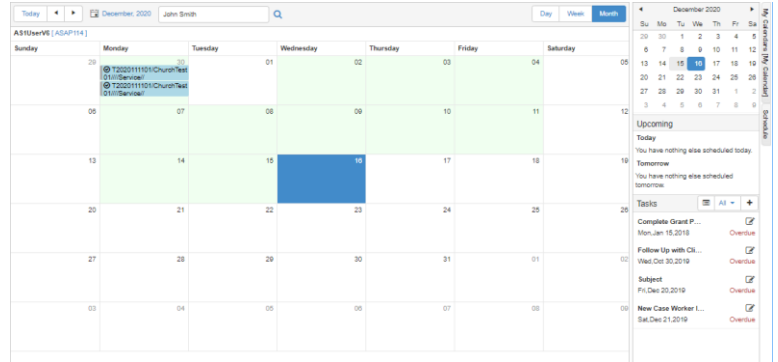 Today December, 2020 John Smith Day Week Month
AS1UserV6 [ASAP114]
Sunday Monday Tuesday Wednesday Thursday Friday Saturday
29 30 01 02 03 04 05
T2020111101/ChurchTest
01////Service//
T2020111101/ChurchTest
01////Service//
06 07 08 09 10 11 12
13 14 15 16 17 18 19
20 21 22 23 24 25 26
27 28 29 30 31 01 02
03 04 05 06 07 08 09
December 2020
Su Mo Tu We Th Fr Sa
29 30 1 2 3 4 5
6 7 8 9 10 11 12
13 14 15 16 17 18 19
20 21 22 23 24 25 26
27 28 29 30 31 1 2
3 4 5 6 7 8 9
Upcoming
Today
You have nothing else scheduled today.
Tomorrow
You have nothing else scheduled
tomorrow.
Tasks All +
Complete Grant P...
Mon,Jan 15,2018 Overdue
Follow Up with Cli...
Wed,Oct 30,2019 Overdue
Subject
Fri,Dec 20,2019 Overdue
New Case Worker I...
Sat,Dec 21,2019 Overdue
My Calendars [My Calendar]
Schedule